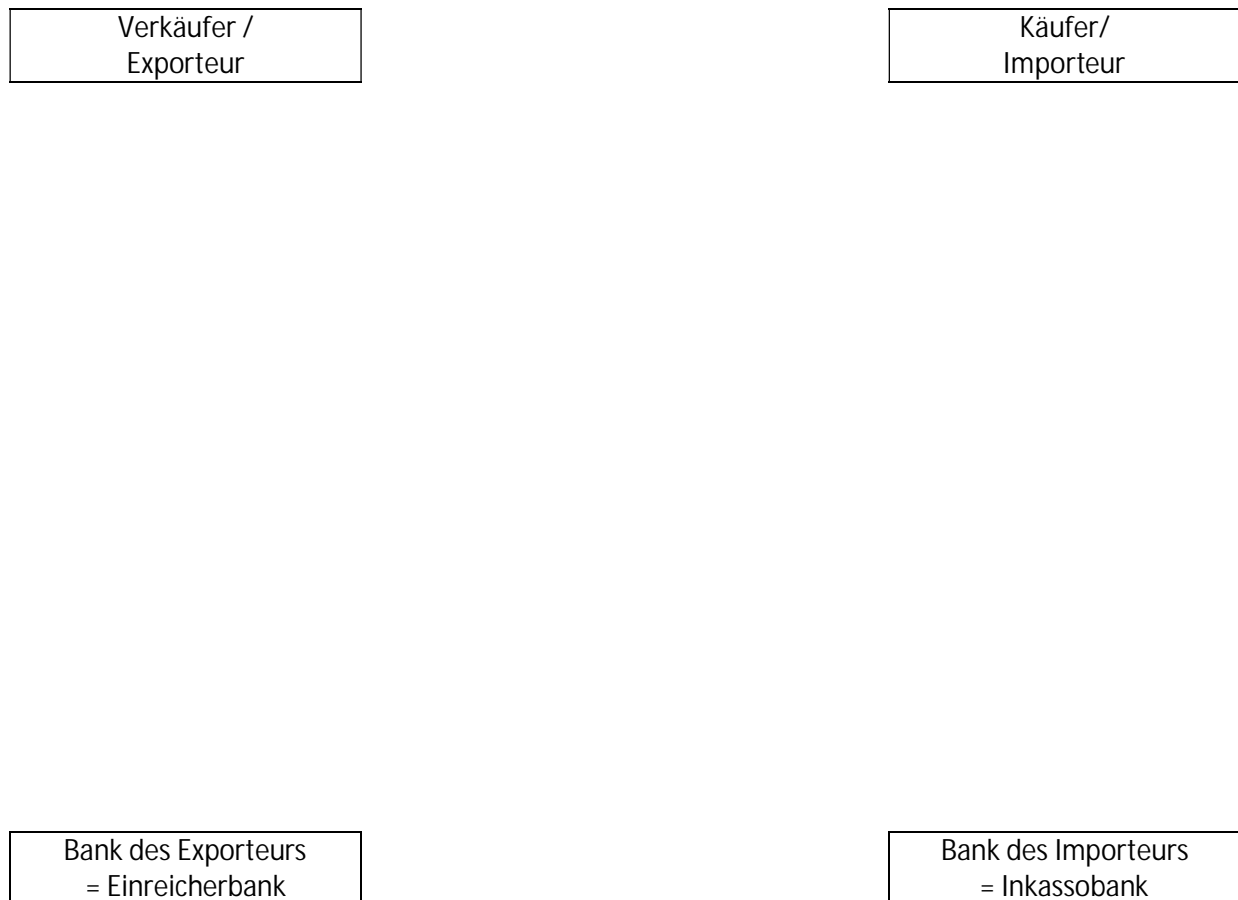 Verkäufer /
Exporteur
Käufer/
Importeur
Bank des Exporteurs
= Einreicherbank
Bank des Importeurs
= Inkassobank